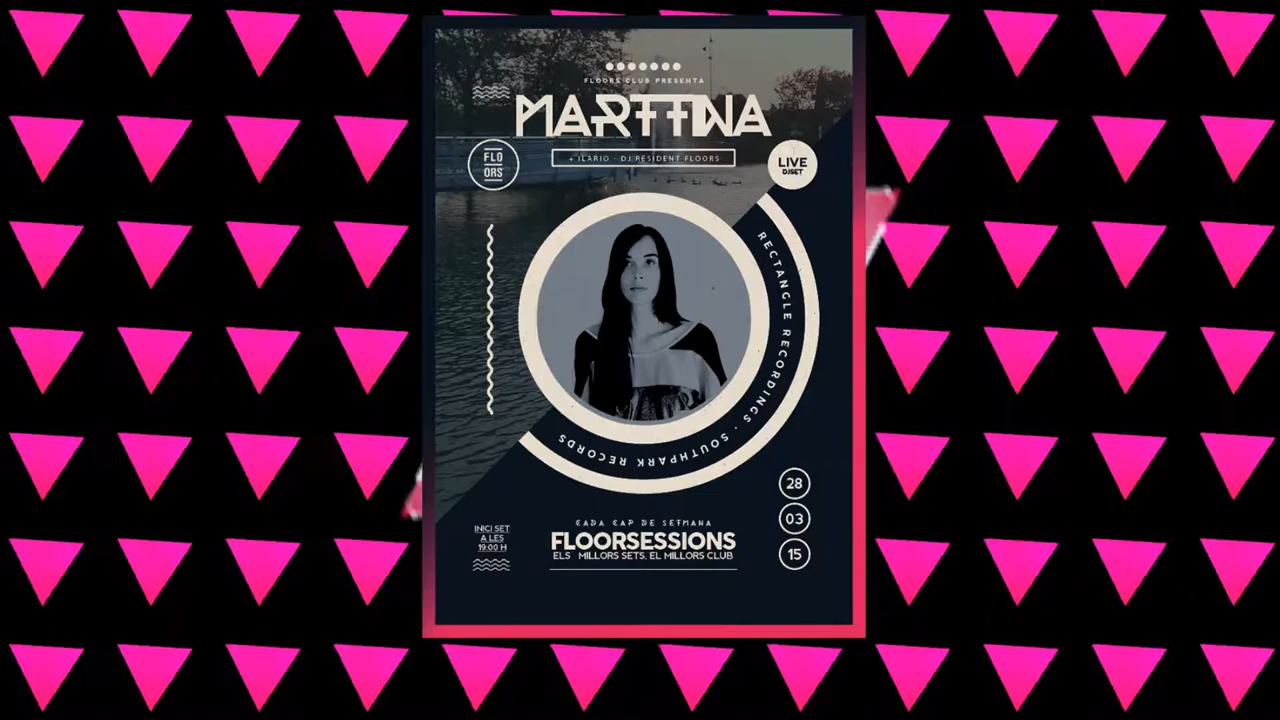 FLOORS CLUB PRESENTA
MARTTINA
+ ILARIO · DJ RESIDENT FLOORS
FLO
ORS
LIVE
DJSET
RECTANGLE RECORDINGS · SOUTHPARK RECORDS
28
03
15
INICI SET
A LES
19:00 H
CADA CAP DE SETMANA
FLOORSESSIONS
ELS MILLORS SETS, EL MILLORS CLUB